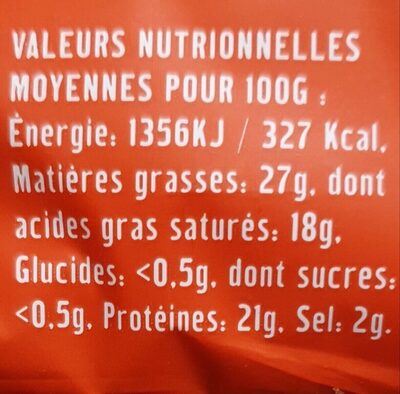 VALEURS NUTRITIONNELLES
MOYENNES POUR 100G :
Énergie: 1356KJ / 327 Kcal,
Matières grasses: 27g, dont
acides gras saturés: 18g,
Glucides: <0,5g, dont sucres:
<0,5g, Protéines: 21g, Sel: 2g.